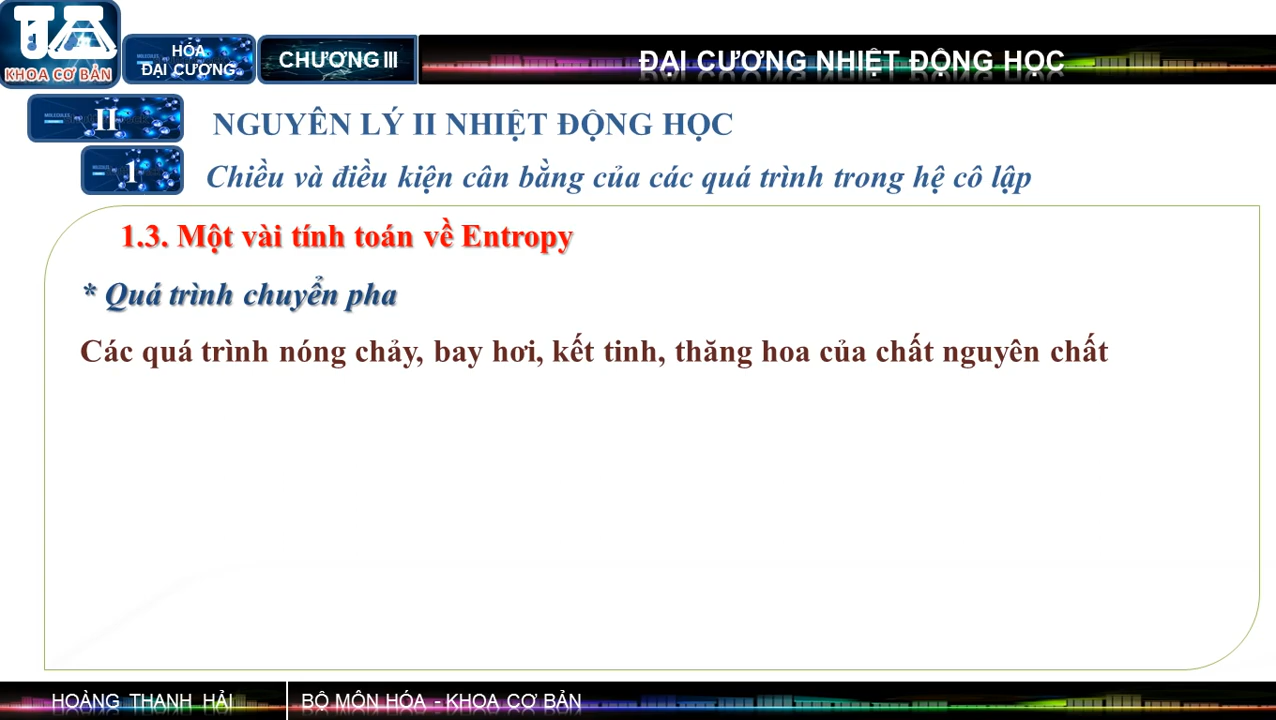 KHOA CƠ BẢN
HÓA
ĐẠI CƯƠNG
CHƯƠNG III
ĐẠI CƯƠNG NHIỆT ĐỘNG HỌC
II
NGUYÊN LÝ II NHIỆT ĐỘNG HỌC
1
Chiều và điều kiện cân bằng của các quá trình trong hệ cô lập
1.3. Một vài tính toán về Entropy
* Quá trình chuyển pha
Các quá trình nóng chảy, bay hơi, kết tinh, thăng hoa của chất nguyên chất
HOÀNG THANH HẢI
BỘ MÔN HÓA - KHOA CƠ BẢN